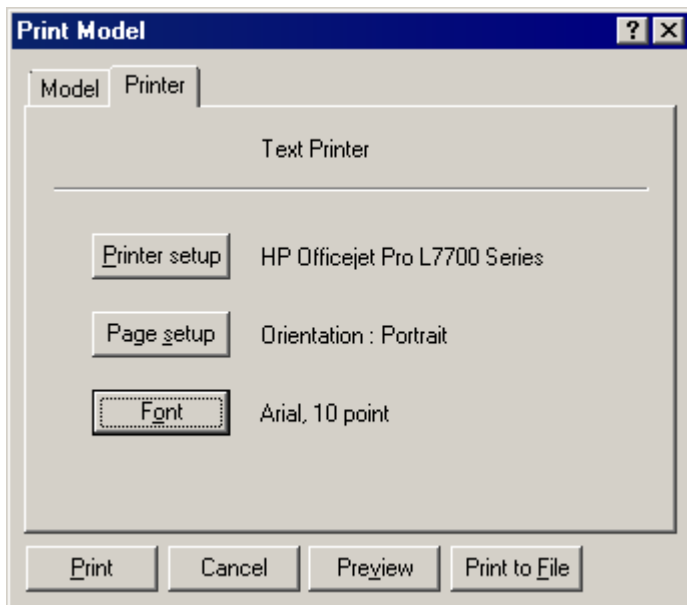 Print Model
Model Printer
Text Printer
Printer setup HP Officejet Pro L7700 Series
Page setup Orientation : Portrait
Font Arial, 10 point
Print Cancel Preview Print to File